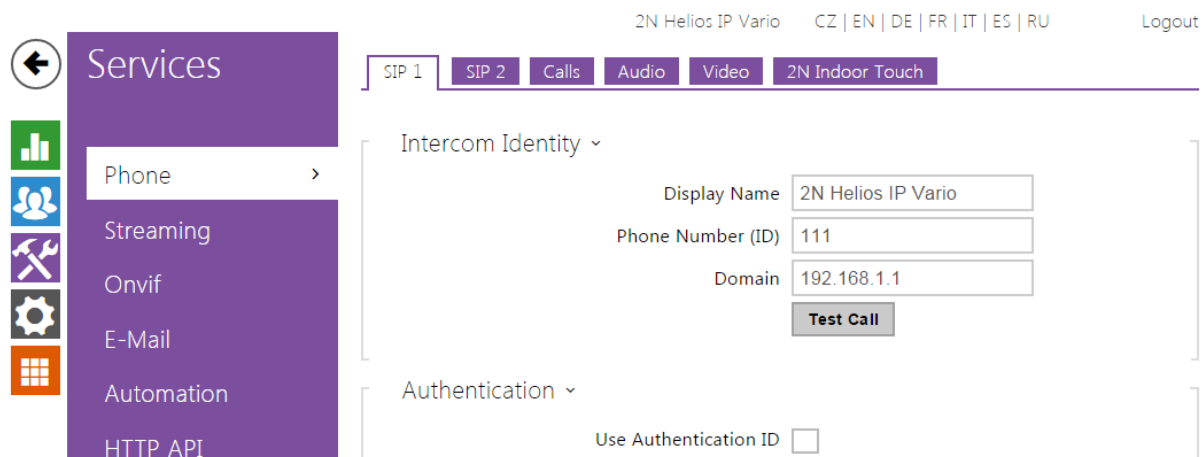 2N Helios IP Vario CZ | EN | DE | FR | IT | ES | RU Logout
Services
SIP 1 SIP 2 Calls Audio Video 2N Indoor Touch
Intercom Identity
Phone
Display Name 2N Helios IP Vario
Streaming
Phone Number (ID) 111
Onvif
Domain 192.168.1.1
Test Call
E-Mail
Automation
Authentication
HTTP API
Use Authentication ID